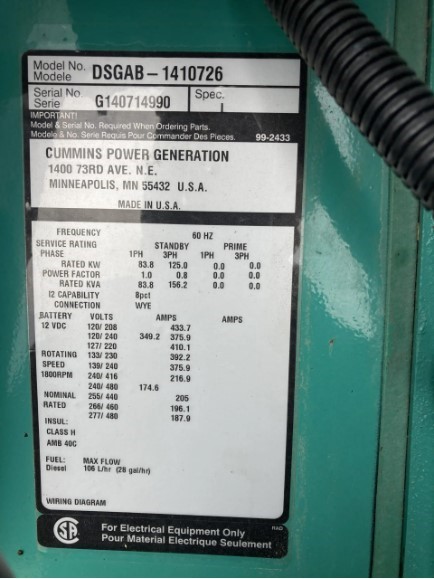 Model No. DSGAB-1410726
Modele
Serial No G140714990 Spec.
Serie
IMPORTANT!
Model & Serial No. Required When Ordering Parts.
Modele & No. Serie Requis Pour Commander Des Pieces. 99-2433
CUMMINS POWER GENERATION
1400 73RD AVE. N.E.
MINNEAPOLIS, MN 55432 U.S.A.
MADE IN U.S.A.
FREQUENCY 60 HZ
SERVICE RATING STANDBY PRIME
PHASE 1PH 3PH 1PH 3PH
RATED KW 83.8 125.0 0.0 0.0
POWER FACTOR 1.0 0.8 0.0 0.0
RATED KVA 83.8 156.2 0.0 0.0
I2 CAPABILITY 8pct
CONNECTION WYE
BATTERY VOLTS AMPS AMPS
12 VDC 120/208 433.7
120/240 349.2 375.9
127/220 410.1
ROTATING 133/230 392.2
SPEED 139/240 375.9
1800RPM 240/416 216.9
240/480 174.6
NOMINAL 255/440 205
RATED 266/460 196.1
277/480 187.9
INSUL:
CLASS H
AMB 40C
FUEL: MAX FLOW
Diesel 106 L/hr (28 gal/hr)
WIRING DIAGRAM
For Electrical Equipment Only
Pour Material Electrique Seulement